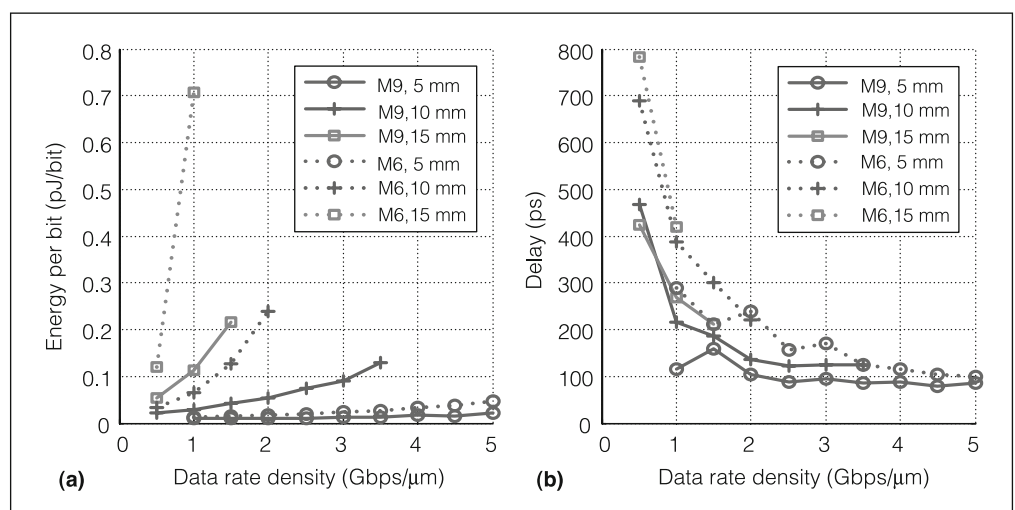 0.8
0.7
0.6
0.5
0.4
0.3
0.2
0.1
0
Energy per bit (pJ/bit)
M9, 5 mm
M9,10 mm
M9,15 mm
M6, 5 mm
M6,10 mm
M6,15 mm
0 1 2 3 4 5
(a) Data rate density (Gbps/μm)
800
700
600
500
400
300
200
100
0
Delay (ps)
M9, 5 mm
M9,10 mm
M9,15 mm
M6, 5 mm
M6,10 mm
M6,15 mm
0 1 2 3 4 5
(b) Data rate density (Gbps/μm)